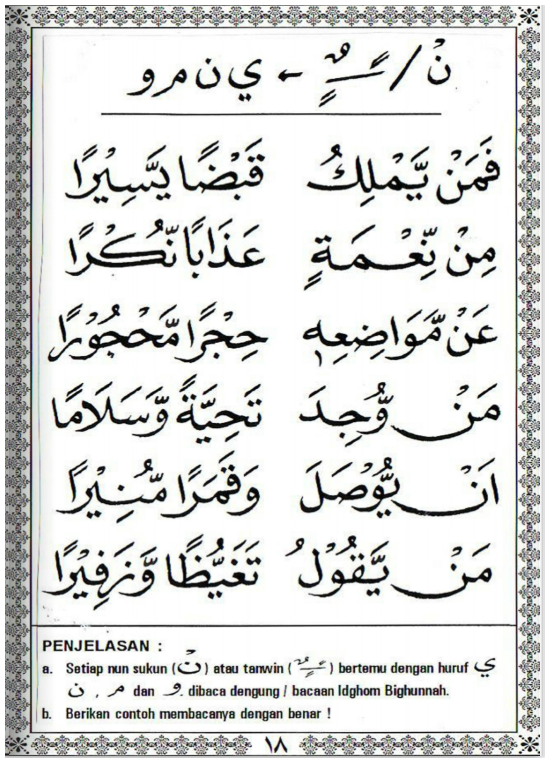 نْ / ـًـٍـٌ ← ي ن م و
فَمَنْ يَّمْلِكُ قَبْضًا يَّسِيْرًا
مِنْ نِّعْمَةٍ عَذَابًا نُّكْرًا
عَنْ مَّوَاضِعِهٖ حِجْرًا مَّحْجُوْرًا
مَنْ وُّجِدَ تَحِيَّةً وَّسَلَامًا
اَنْ يُّوْصَلَ وَقَمَرًا مُّنِيْرًا
مَنْ يَّقُوْلُ تَغَيُّظًا وَّزَفِيْرًا
PENJELASAN :
a. Setiap nun sukun (نْ) atau tanwin (ـًـٍـٌ) bertemu dengan huruf ي
ن , م dan و dibaca dengung / bacaan Idghom Bighunnah.
b. Berikan contoh membacanya dengan benar !
١٨